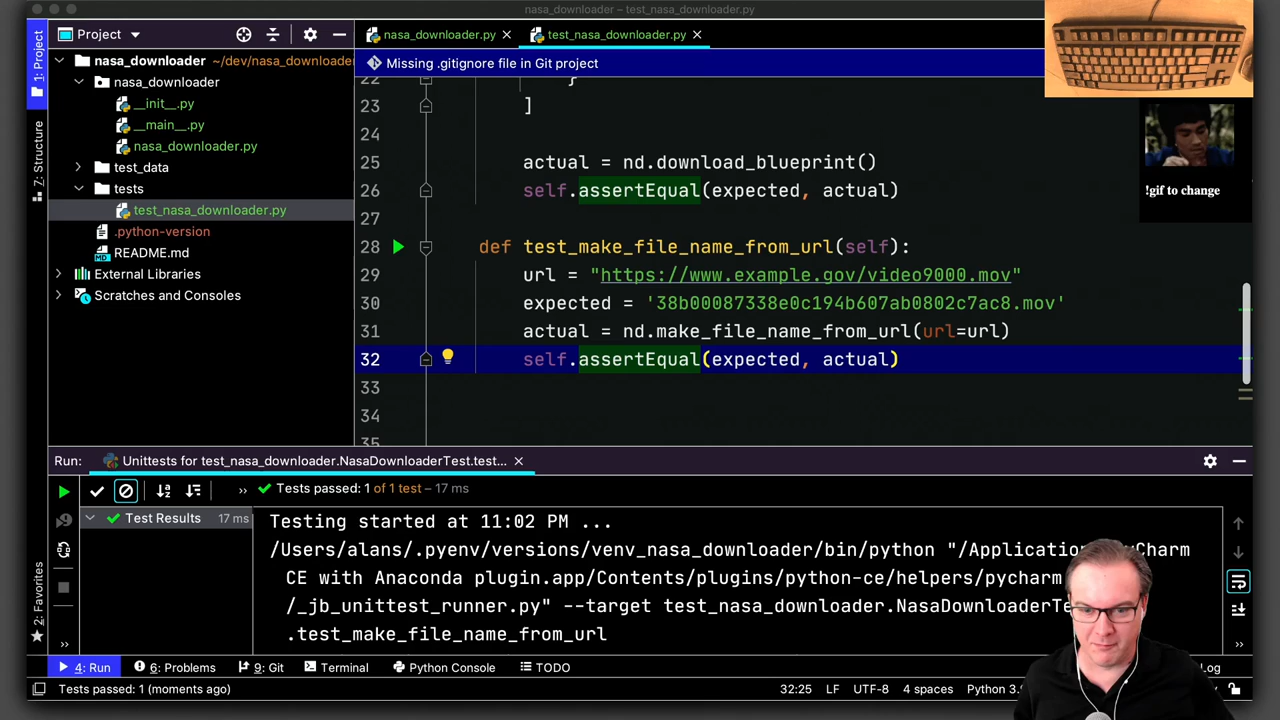 nasa_downloader – test_nasa_downloader.py
Project
nasa_downloader.py
test_nasa_downloader.py
1: Project
7: Structure
2: Favorites
nasa_downloader ~/dev/nasa_downloader
nasa_downloader
__init__.py
__main__.py
nasa_downloader.py
test_data
tests
test_nasa_downloader.py
.python-version
README.md
External Libraries
Scratches and Consoles
Missing .gitignore file in Git project
22 }
23 ]
24
25 actual = nd.download_blueprint()
26 self.assertEqual(expected, actual)
27
28 def test_make_file_name_from_url(self):
29 url = "https://www.example.gov/video9000.mov"
30 expected = '38b00087338e0c194b607ab0802c7ac8.mov'
31 actual = nd.make_file_name_from_url(url=url)
32 self.assertEqual(expected, actual)
33
34
35
!gif to change
Run: Unittests for test_nasa_downloader.NasaDownloaderTest.test...
» Tests passed: 1 of 1 test – 17 ms
Test Results 17 ms
Testing started at 11:02 PM ...
/Users/alans/.pyenv/versions/venv_nasa_downloader/bin/python "/Application
CE with Anaconda plugin.app/Contents/plugins/python-ce/helpers/pycharm
/_jb_unittest_runner.py" --target test_nasa_downloader.NasaDownloaderTe
.test_make_file_name_from_url
4: Run 6: Problems 9: Git Terminal Python Console TODO Log
Tests passed: 1 (moments ago) 32:25 LF UTF-8 4 spaces Python 3.